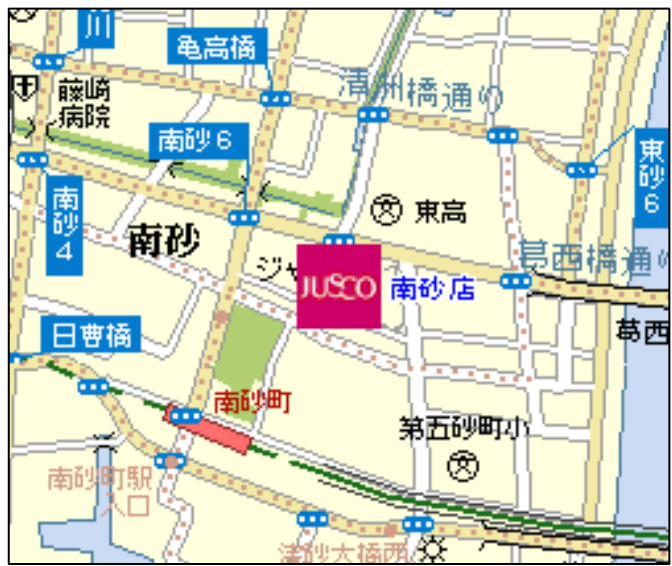 川
亀高橋
清州橋通り
藤崎
病院
南砂6
東砂6
南砂4
東高
南砂
葛西橋通り
ジャ
JUSCO
南砂店
葛西
日曹橋
南砂町
第五砂町小
南砂町駅
入口
清砂大橋西